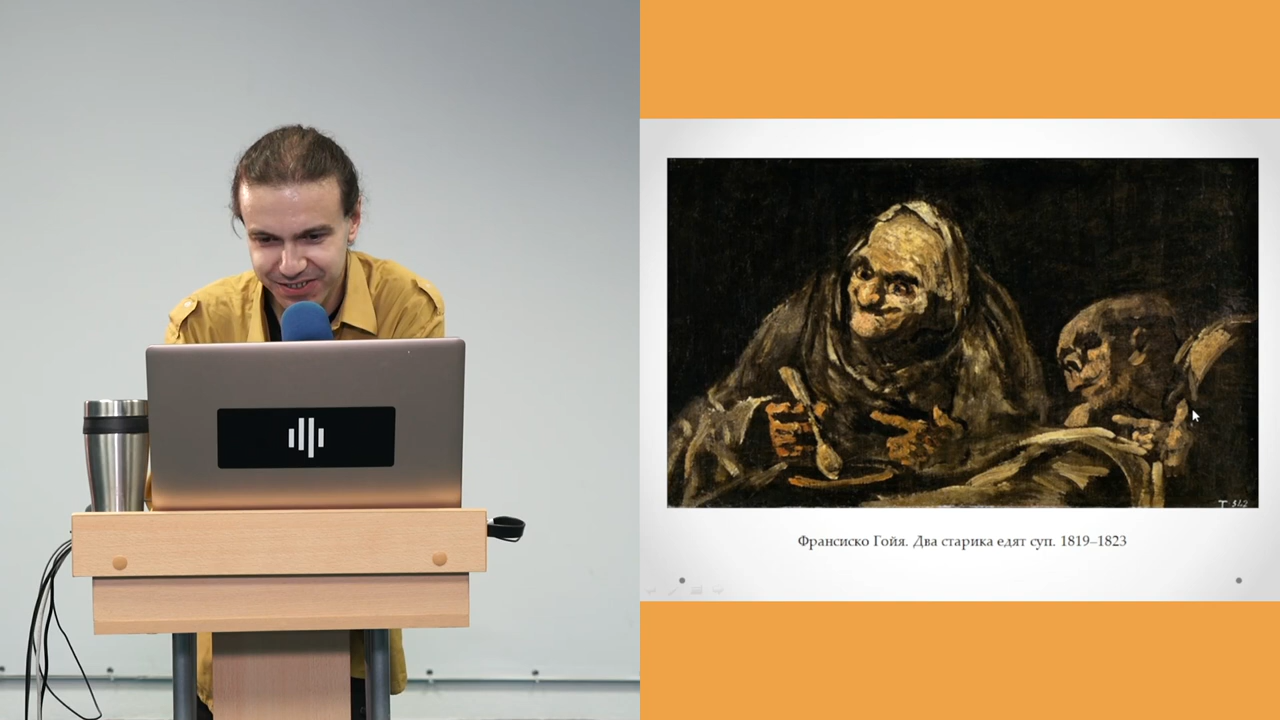 Франсиско Гойя. Два старика едят суп. 1819–1823